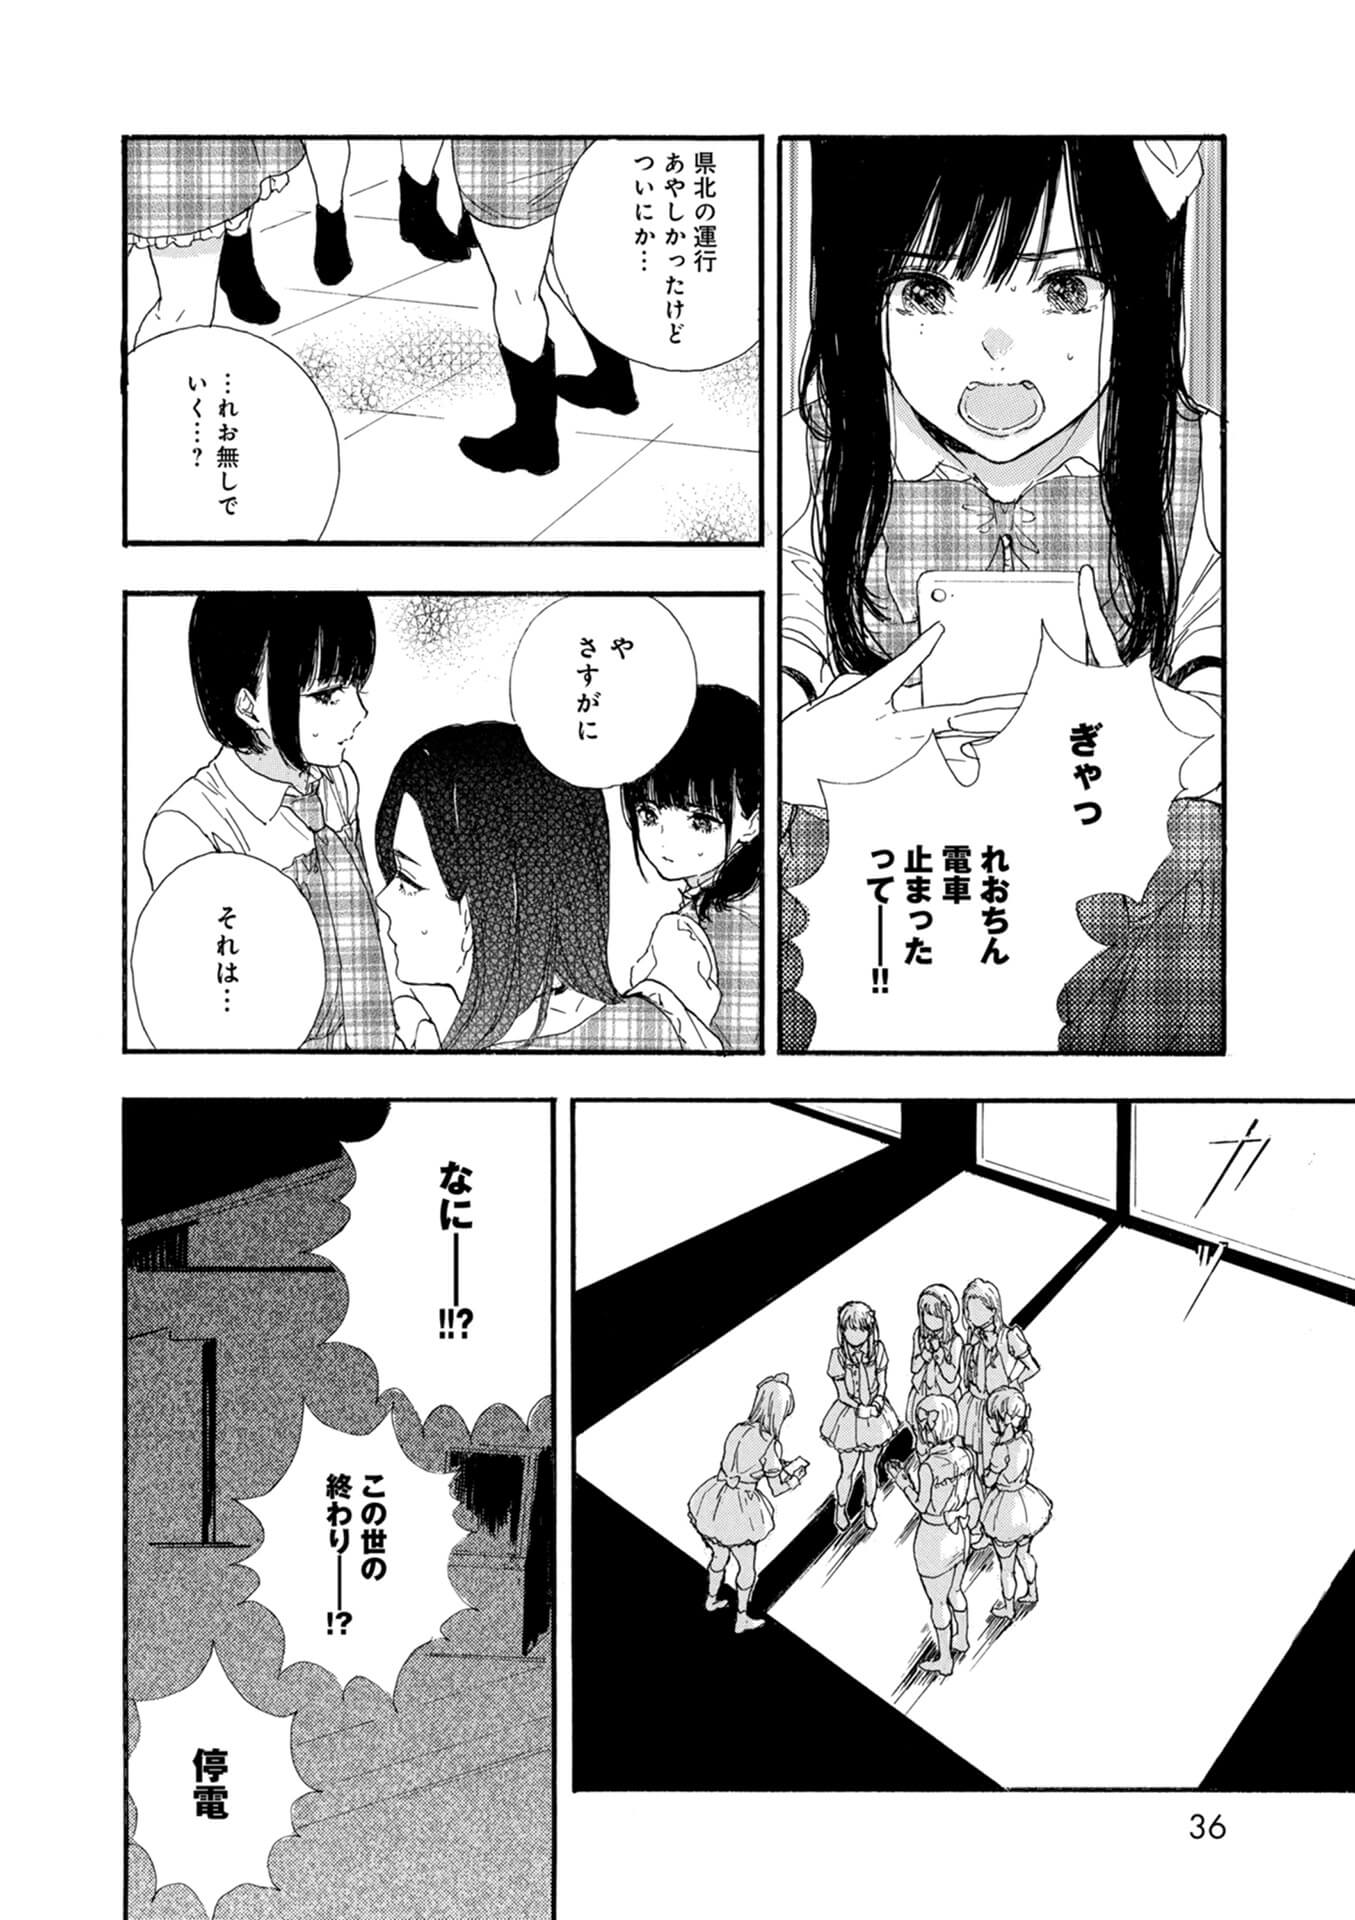 ぎゃっ
れおちん
電車
止まった
って――!!
県北の運行
あやしかったけど
ついにか…
…れお無しで
いく…?
や
さすがに
それは…
カッ
なに――!!?
この世の
終わり――!?
停電
36